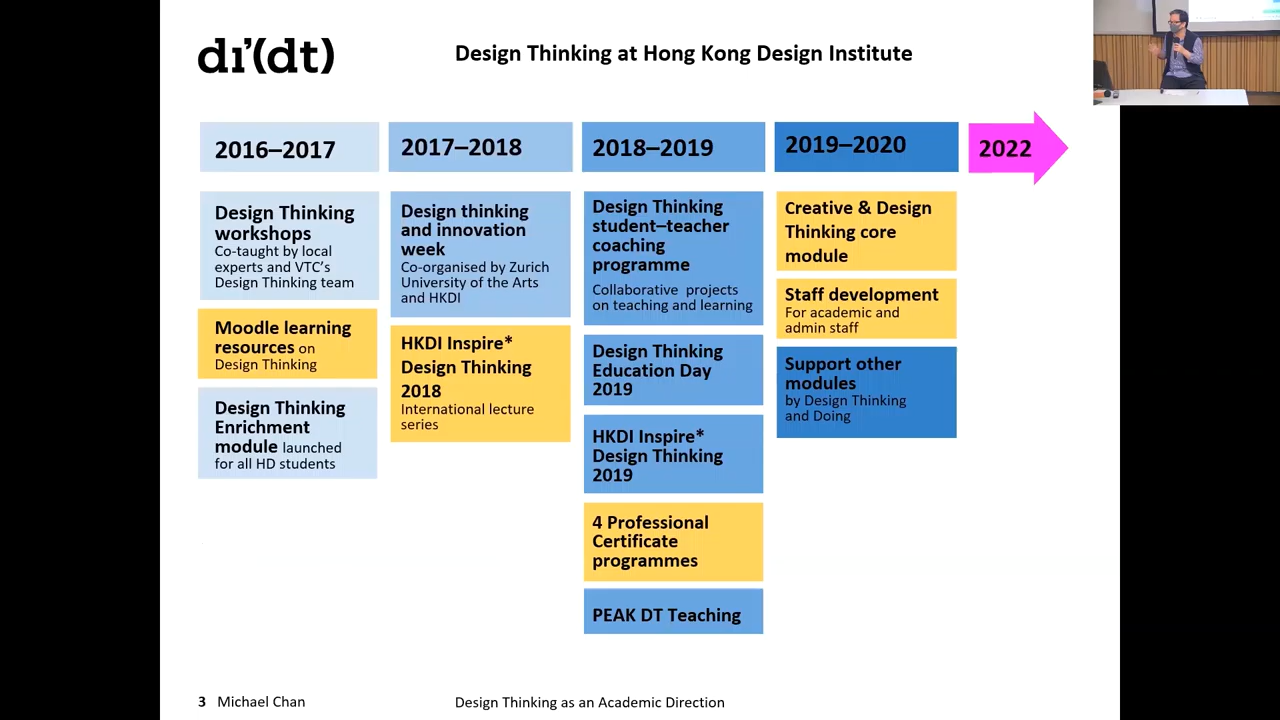 dı'(dt)
Design Thinking at Hong Kong Design Institute
2016–2017
2017–2018
2018–2019
2019–2020
2022
Design Thinking
workshops
Co-taught by local
experts and VTC's
Design Thinking team
Moodle learning
resources on
Design Thinking
Design Thinking
Enrichment
module launched
for all HD students
Design thinking
and innovation
week
Co-organised by Zurich
University of the Arts
and HKDI
HKDI Inspire*
Design Thinking
2018
International lecture
series
Design Thinking
student–teacher
coaching
programme
Collaborative projects
on teaching and learning
Design Thinking
Education Day
2019
HKDI Inspire*
Design Thinking
2019
4 Professional
Certificate
programmes
PEAK DT Teaching
Creative & Design
Thinking core
module
Staff development
For academic and
admin staff
Support other
modules
by Design Thinking
and Doing
3 Michael Chan
Design Thinking as an Academic Direction